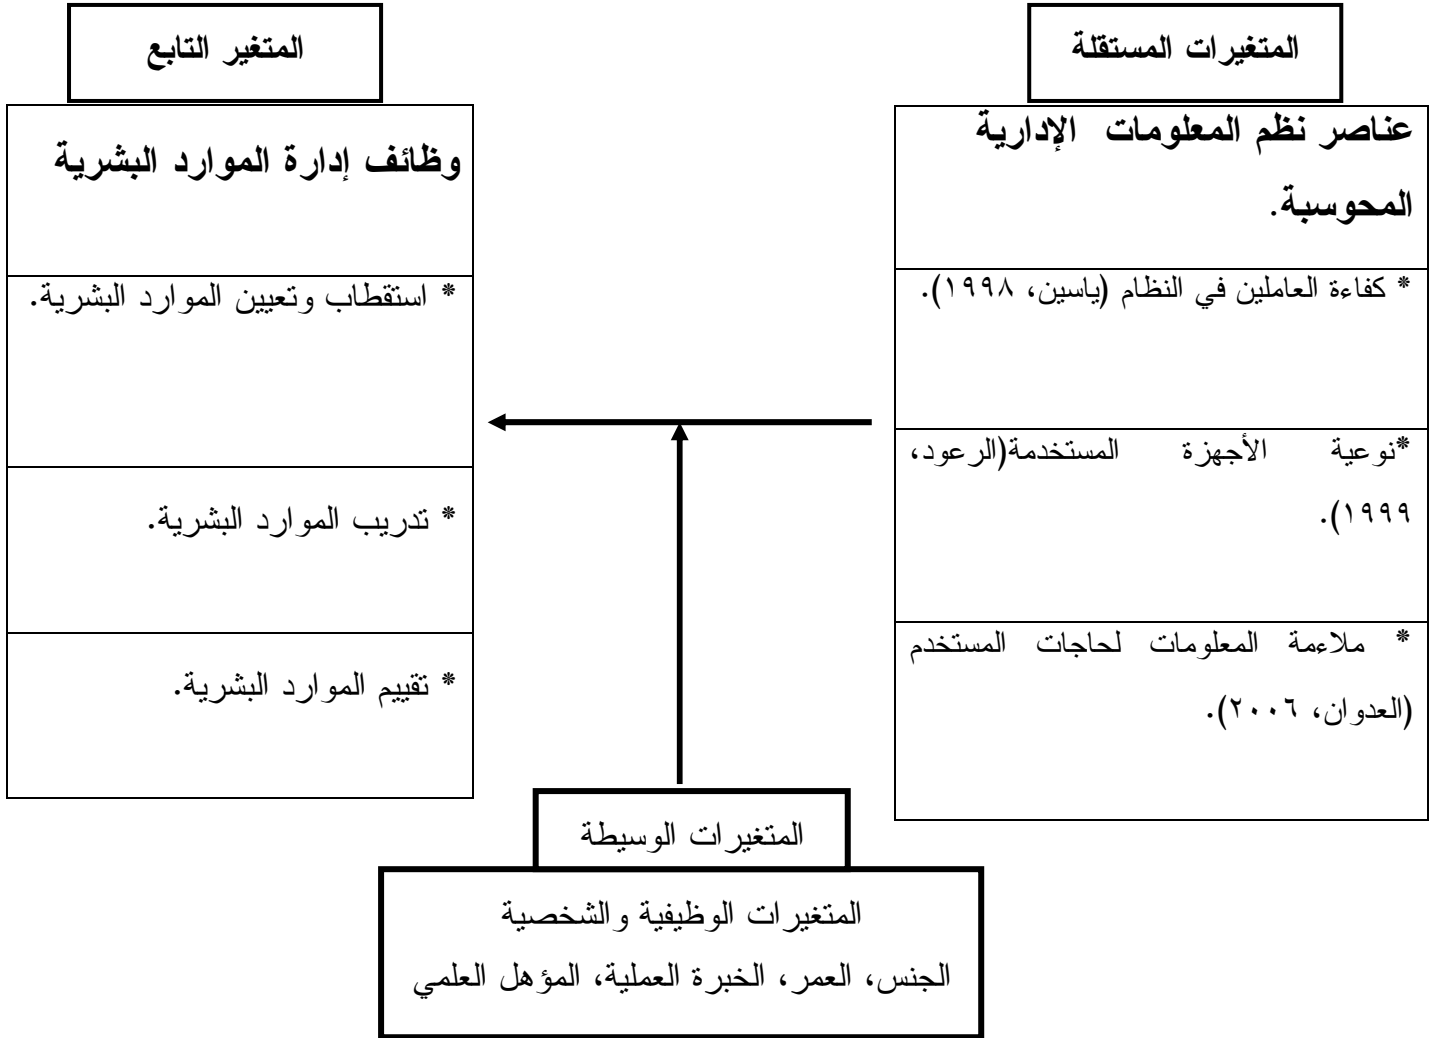 المتغيرات المستقلة
عناصر نظم المعلومات الإدارية
المحوسبة.
* كفاءة العاملين في النظام (ياسين، ١٩٩٨).
*نوعية الأجهزة المستخدمة(الرعود،
١٩٩٩).
* ملاءمة المعلومات لحاجات المستخدم
(العدوان، ٢٠٠٦).
المتغير التابع
وظائف إدارة الموارد البشرية
* استقطاب وتعيين الموارد البشرية.
* تدريب الموارد البشرية.
* تقييم الموارد البشرية.
المتغيرات الوسيطة
المتغيرات الوظيفية والشخصية
الجنس، العمر، الخبرة العملية، المؤهل العلمي